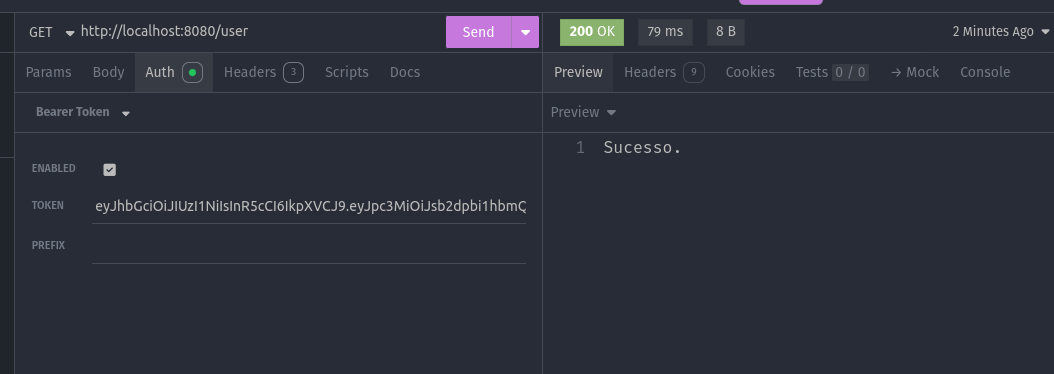 GET http://localhost:8080/user Send
200 OK 79 ms 8 B 2 Minutes Ago
Params Body Auth Headers 3 Scripts Docs
Preview Headers 9 Cookies Tests 0 / 0 → Mock Console
Bearer Token
Preview
ENABLED
TOKEN eyJhbGciOiJIUzI1NiIsInR5cCI6IkpXVCJ9.eyJpc3MiOiJsb2dpbi1hbmQ
PREFIX
1 Sucesso.